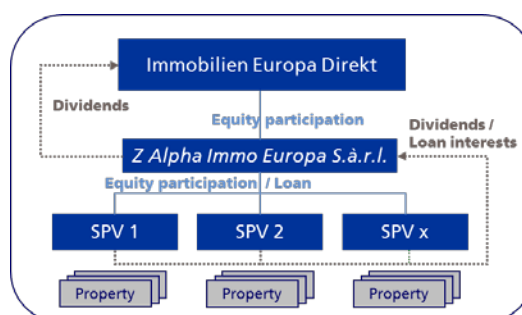 Immobilien Europa Direkt
Dividends
Equity participation
Dividends /
Loan interests
Z Alpha Immo Europa S.à.r.l.
Equity participation / Loan
SPV 1
SPV 2
SPV x
Property
Property
Property